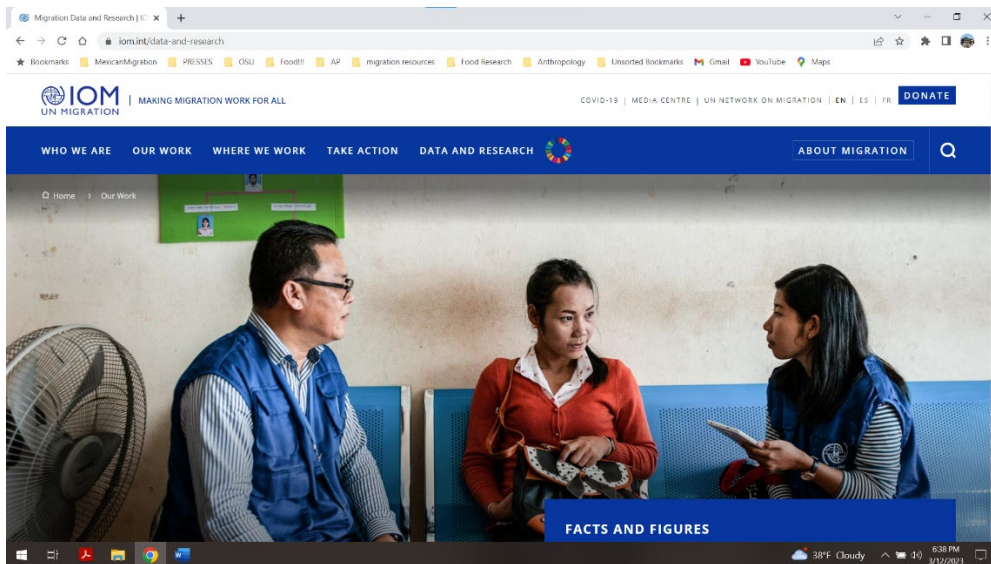 Migration Data and Research | IO
iom.int/data-and-research
Bookmarks MexicanMigration PRESSES OSU Food!!! AP migration resources Food Research Anthropology Unsorted Bookmarks Gmail YouTube Maps
IOM
UN MIGRATION
MAKING MIGRATION WORK FOR ALL
COVID-19 | MEDIA CENTRE | UN NETWORK ON MIGRATION | EN | ES | FR
DONATE
WHO WE ARE OUR WORK WHERE WE WORK TAKE ACTION DATA AND RESEARCH ABOUT MIGRATION
Home › Our Work
FACTS AND FIGURES
38°F Cloudy
6:38 PM
3/12/2023